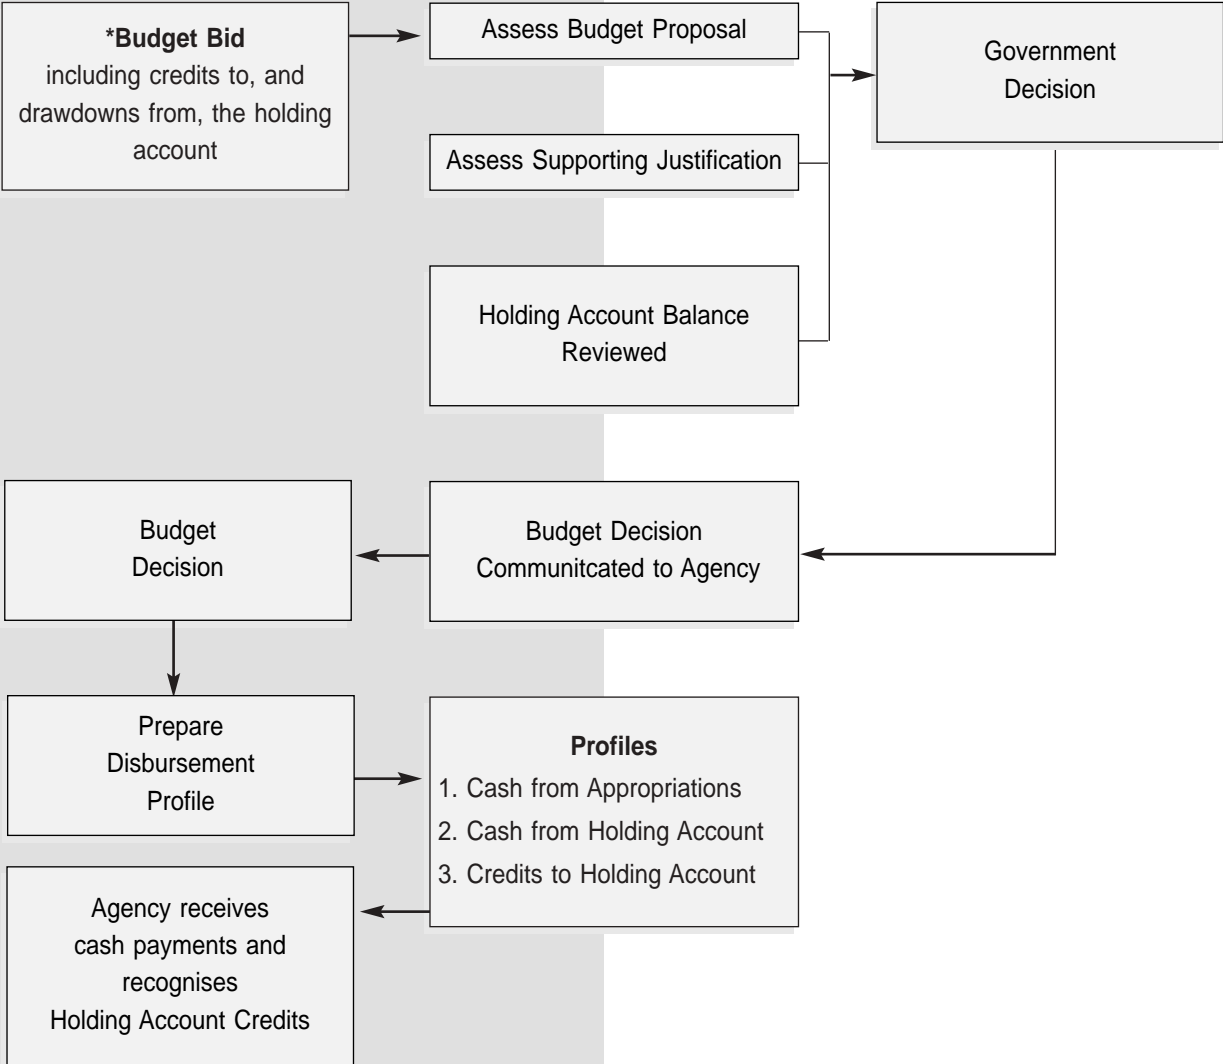 *Budget Bid
including credits to, and
drawdowns from, the holding
account
Assess Budget Proposal
Government
Decision
Assess Supporting Justification
Holding Account Balance
Reviewed
Budget
Decision
Budget Decision
Communitcated to Agency
Prepare
Disbursement
Profile
Profiles
1. Cash from Appropriations
2. Cash from Holding Account
3. Credits to Holding Account
Agency receives
cash payments and
recognises
Holding Account Credits